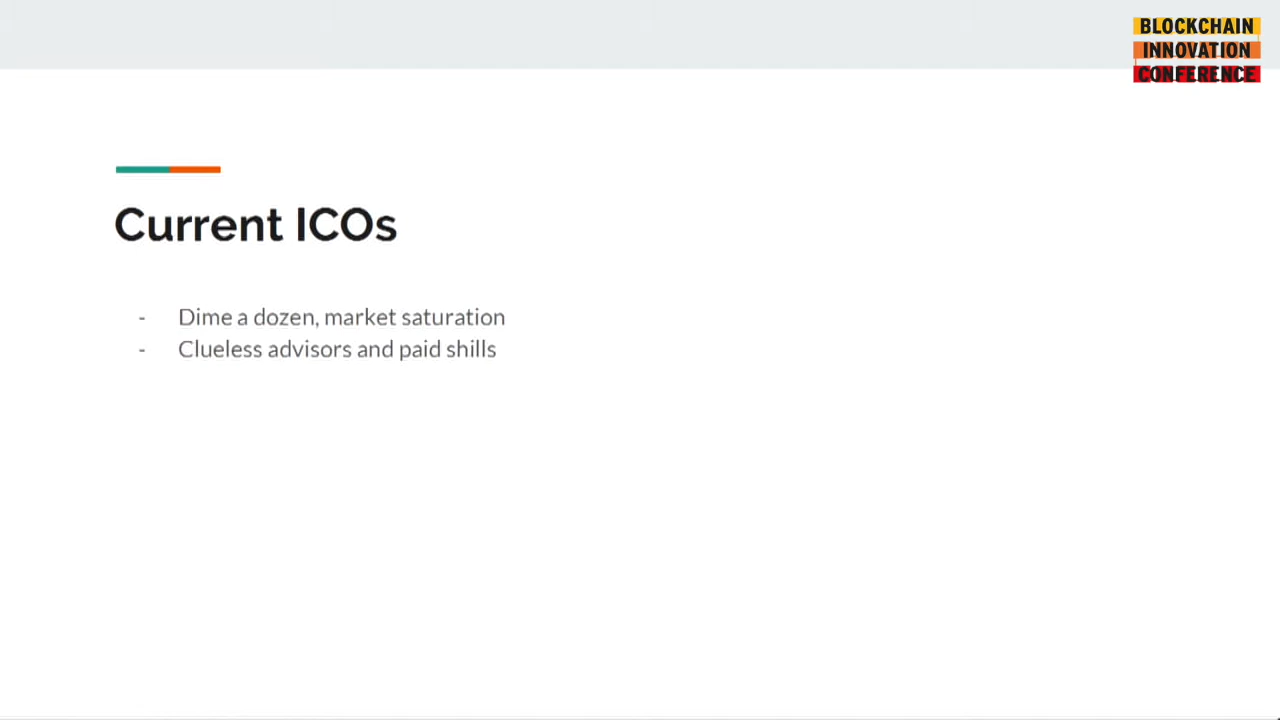 BLOCKCHAIN
INNOVATION
CONFERENCE
Current ICOs
- Dime a dozen, market saturation
- Clueless advisors and paid shills